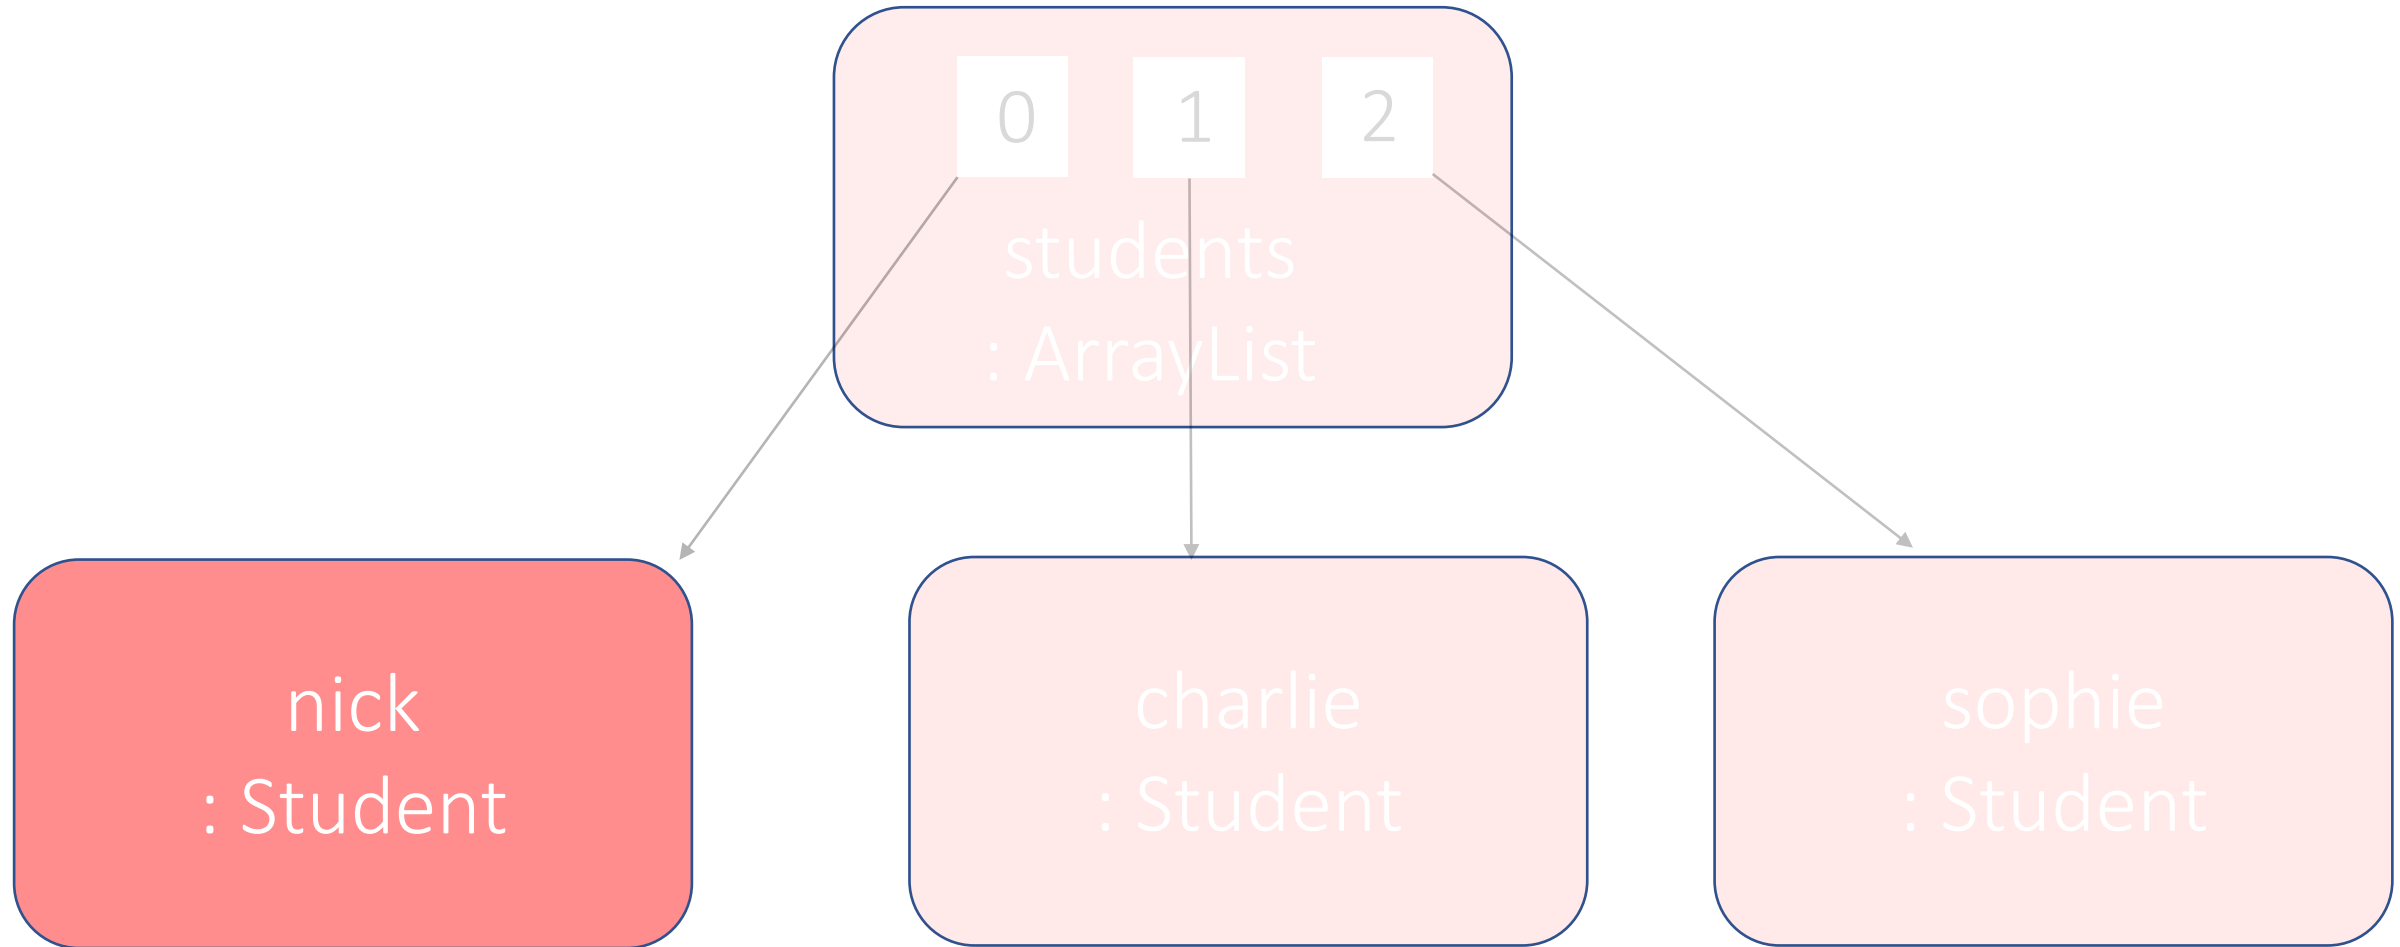 0 1 2
students
: ArrayList
nick
: Student
charlie
: Student
sophie
: Student